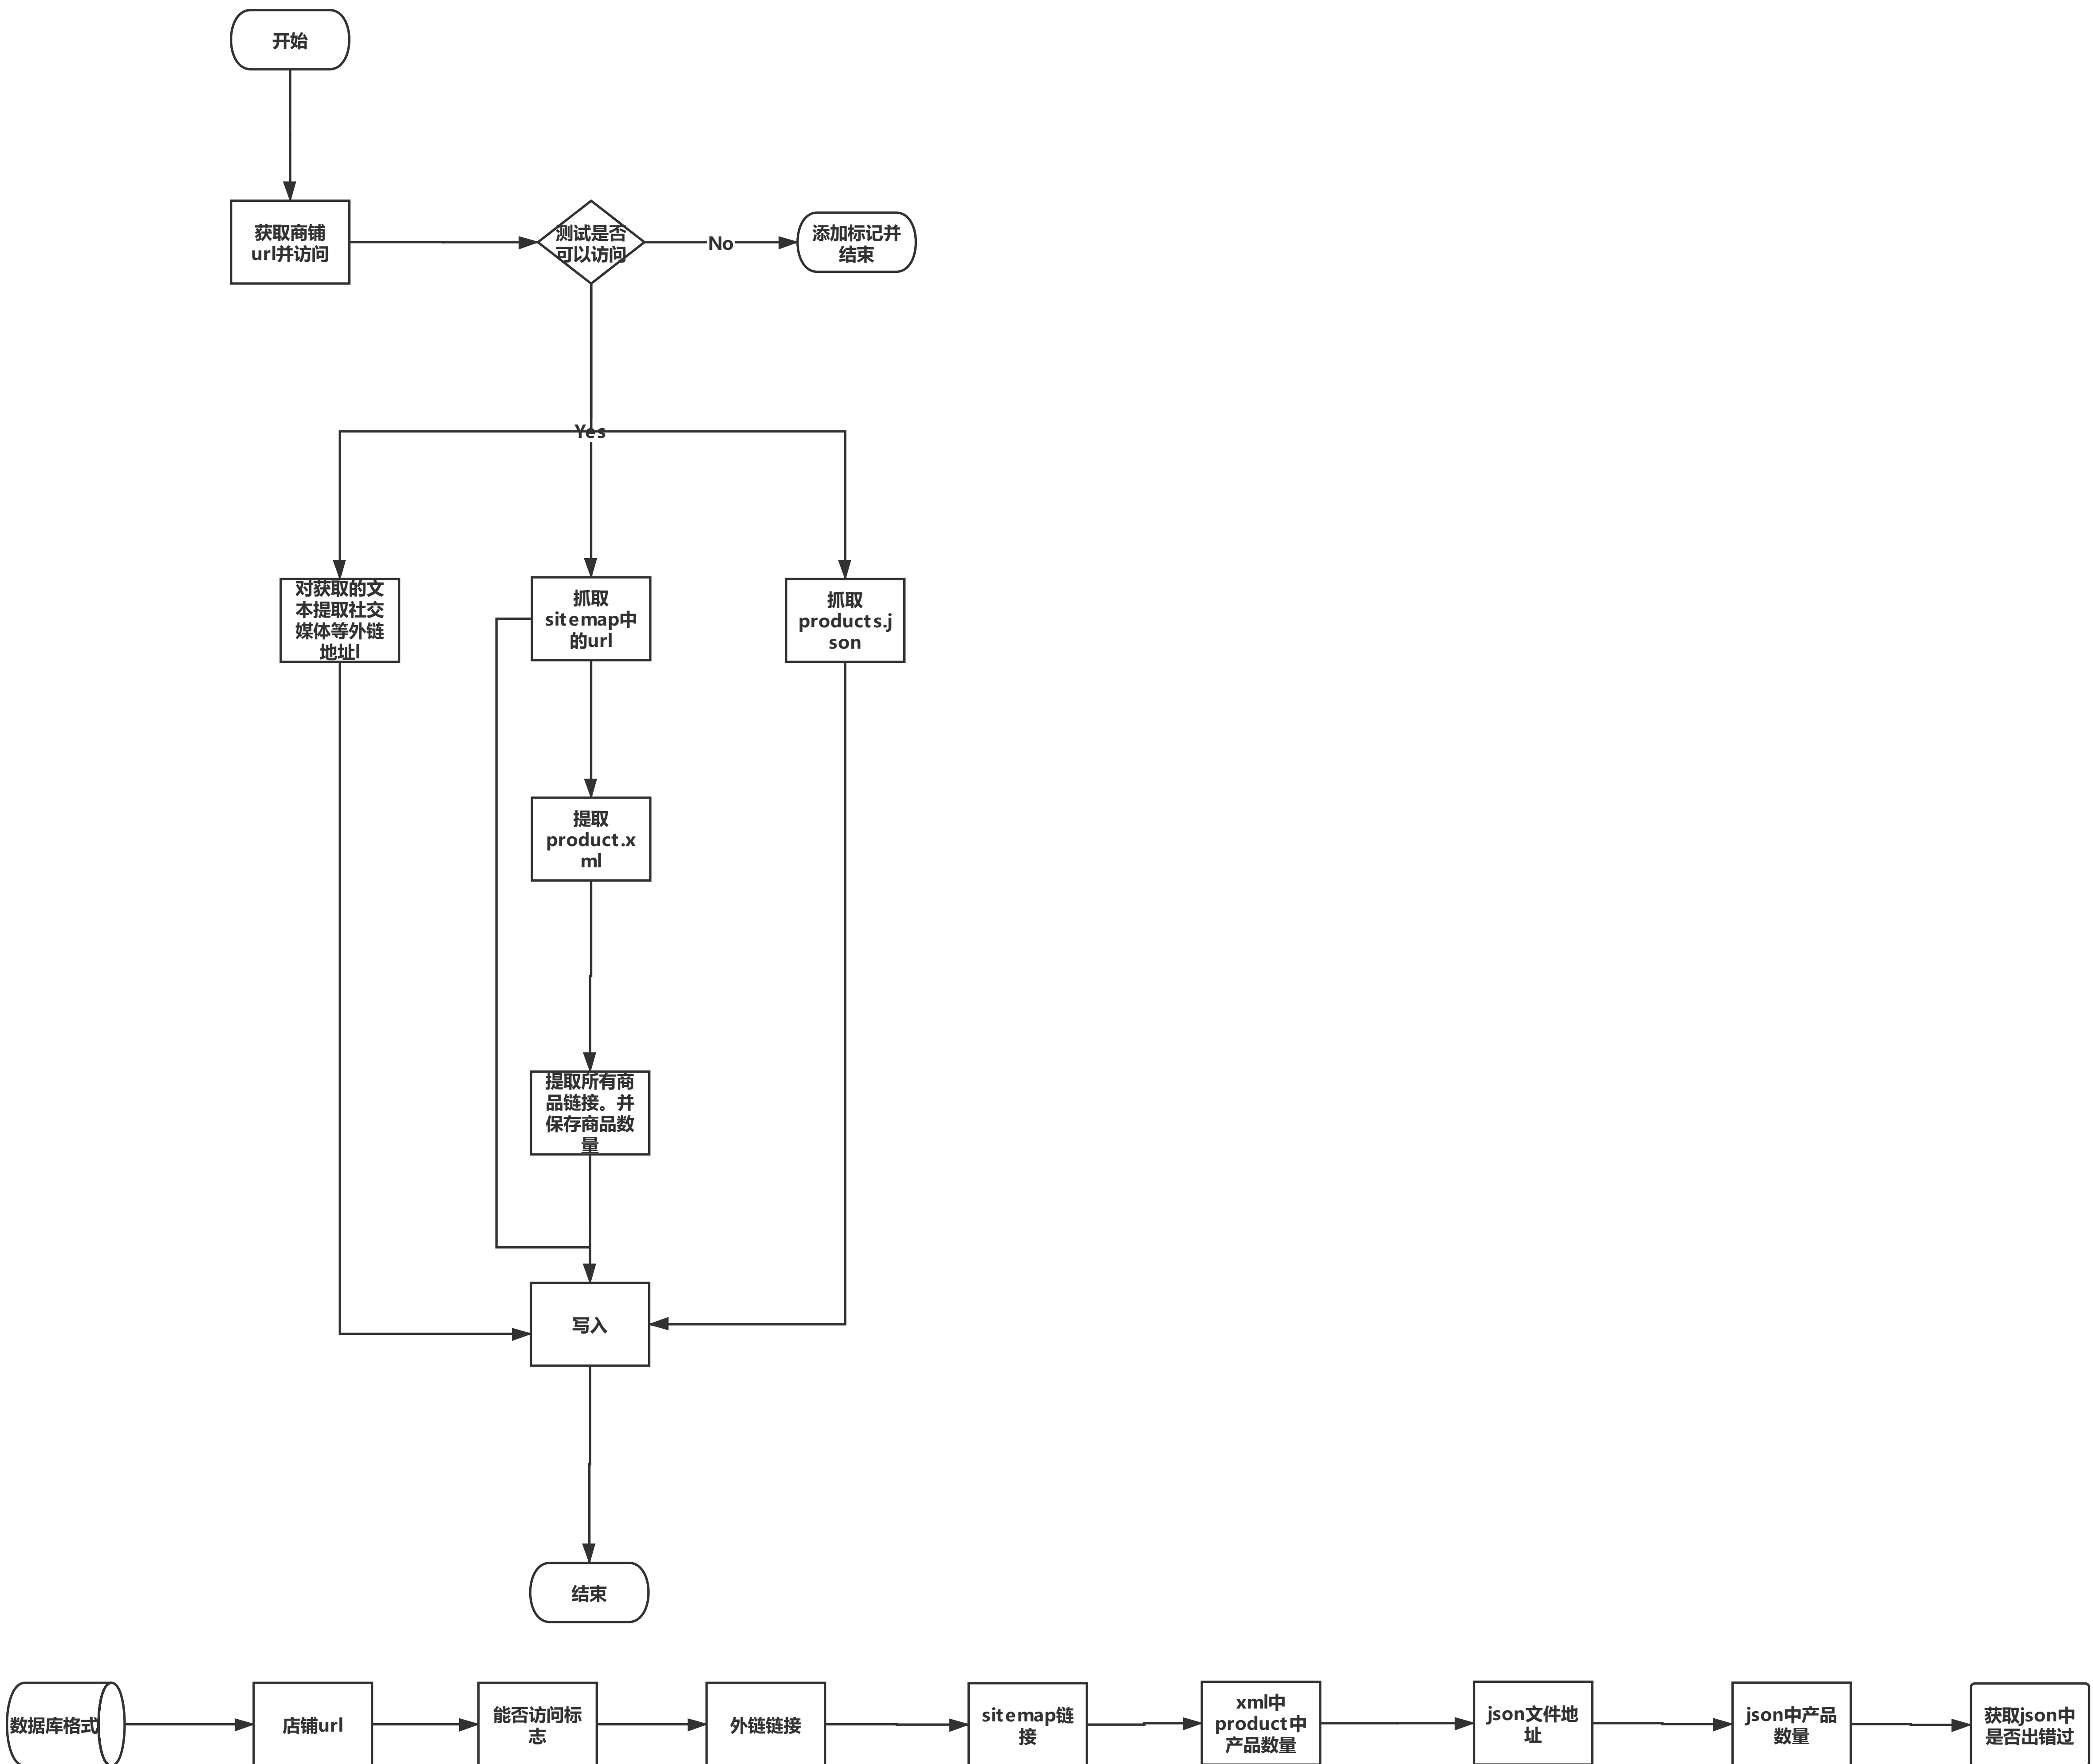 开始
获取商铺
url并访问
测试是否
可以访问
No
添加标记并
结束
Yes
对获取的文
本提取社交
媒体等外链
地址l
抓取
sitemap中
的url
抓取
products.j
son
提取
product.x
ml
提取所有商
品链接。并
保存商品数
量
写入
结束
数据库格式
店铺url
能否访问标
志
外链链接
sitemap链
接
xml中
product中
产品数量
json文件地
址
json中产品
数量
获取json中
是否出错过